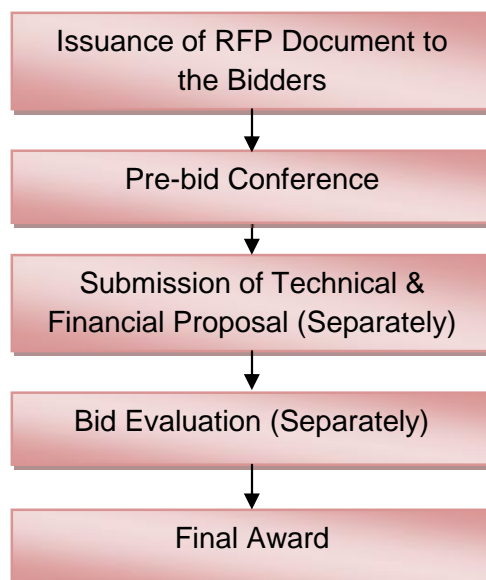 Issuance of RFP Document to
the Bidders
Pre-bid Conference
Submission of Technical &
Financial Proposal (Separately)
Bid Evaluation (Separately)
Final Award